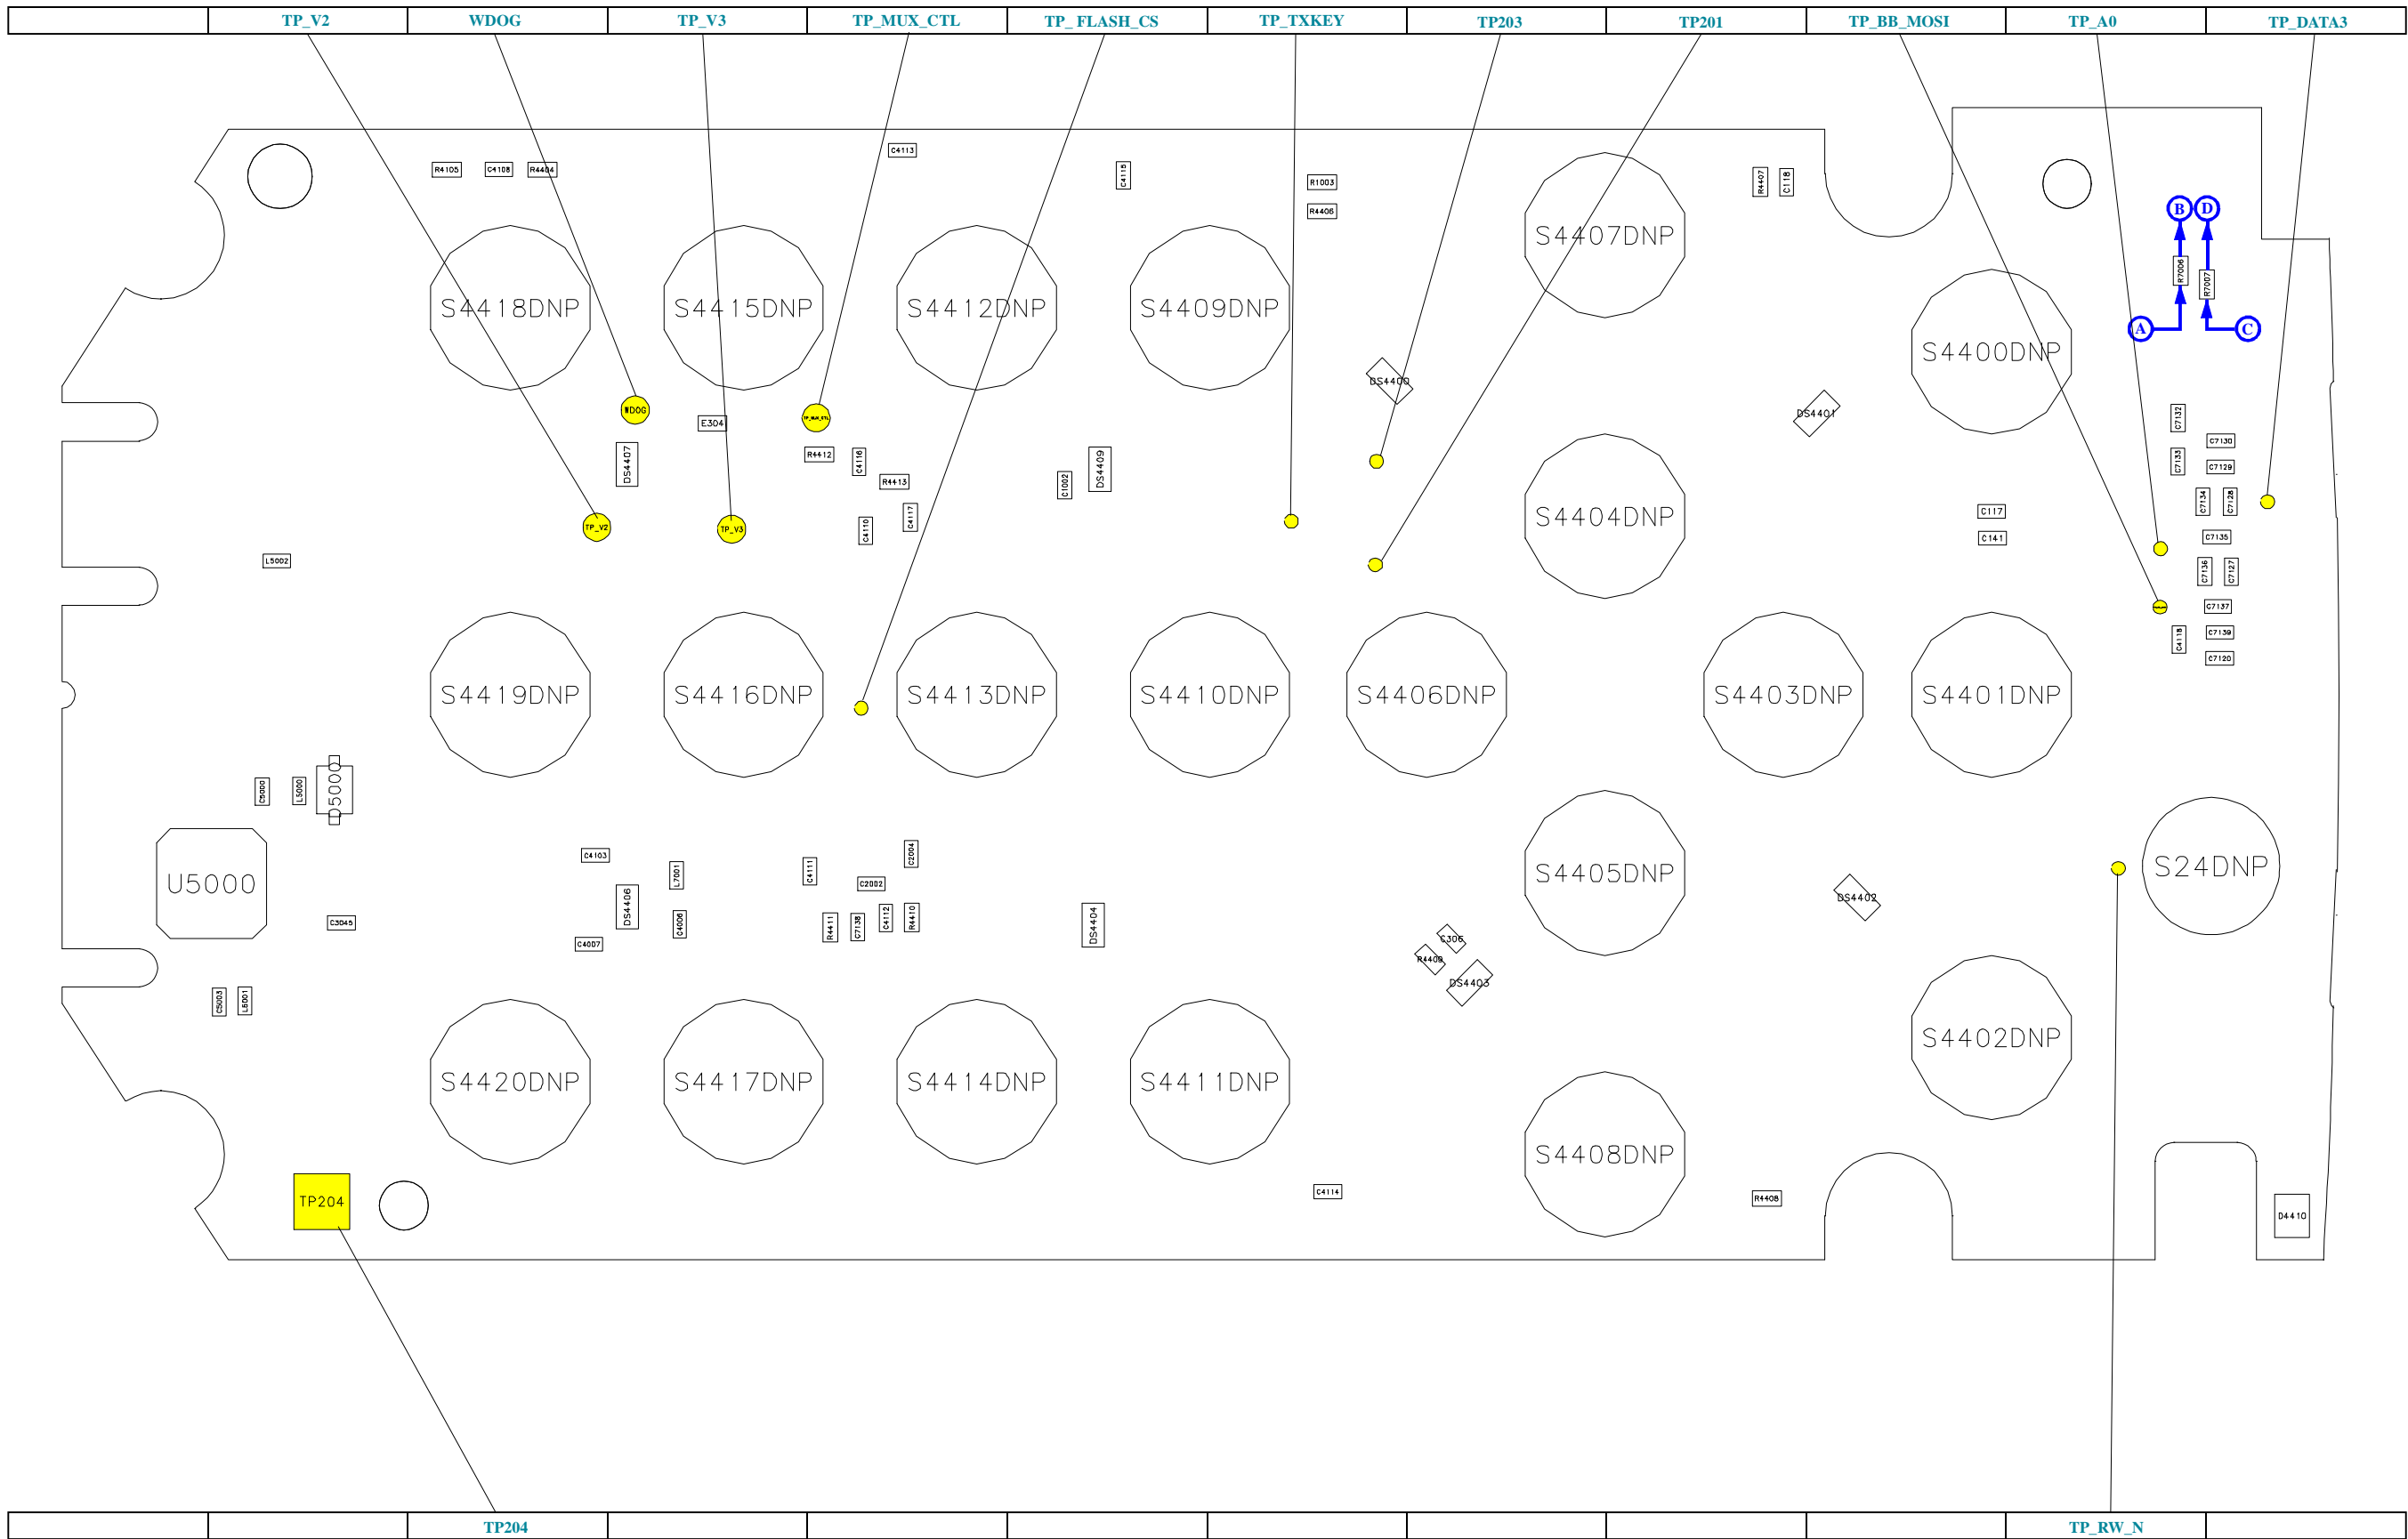 TP_V2 WDOG TP_V3 TP_MUX_CTL TP_ FLASH_CS TP_TXKEY TP203 TP201 TP_BB_MOSI TP_A0 TP_DATA3
C4113
R4105 C4108 R4404
C4115
R1003
R4407
C118
R4406
B D
S4407DNP
R7006
R7007
S4418DNP S4415DNP S4412DNP S4409DNP
A C
S4400DNP
DS4400
WDOG
TP_MUX_CTL
DS4401
C7132
E304
C7130
R4412
DS4407
C4116
DS4409
C7133
C7129
R4413
C1002
C7134
C7128
C117
TP_V2 TP_V3
C4117
C4110
S4404DNP
C141
C7135
L5002
C7136
C7127
C7137
C4118
C7139
C7120
S4419DNP S4416DNP S4413DNP S4410DNP S4406DNP S4403DNP S4401DNP
D5000
C5000
L5000
C4103
C2004
U5000
L7001
C4111
C2002
S4405DNP
S24DNP
DS4402
DS4406
C3045
C4006
R4411
C7138
C4112
R4410
DS4404
C306
C4007
R4409
DS4403
C5003
L5001
S4402DNP
S4420DNP S4417DNP S4414DNP S4411DNP
S4408DNP
C4114
R4408
TP204
D4410
TP204 TP_RW_N